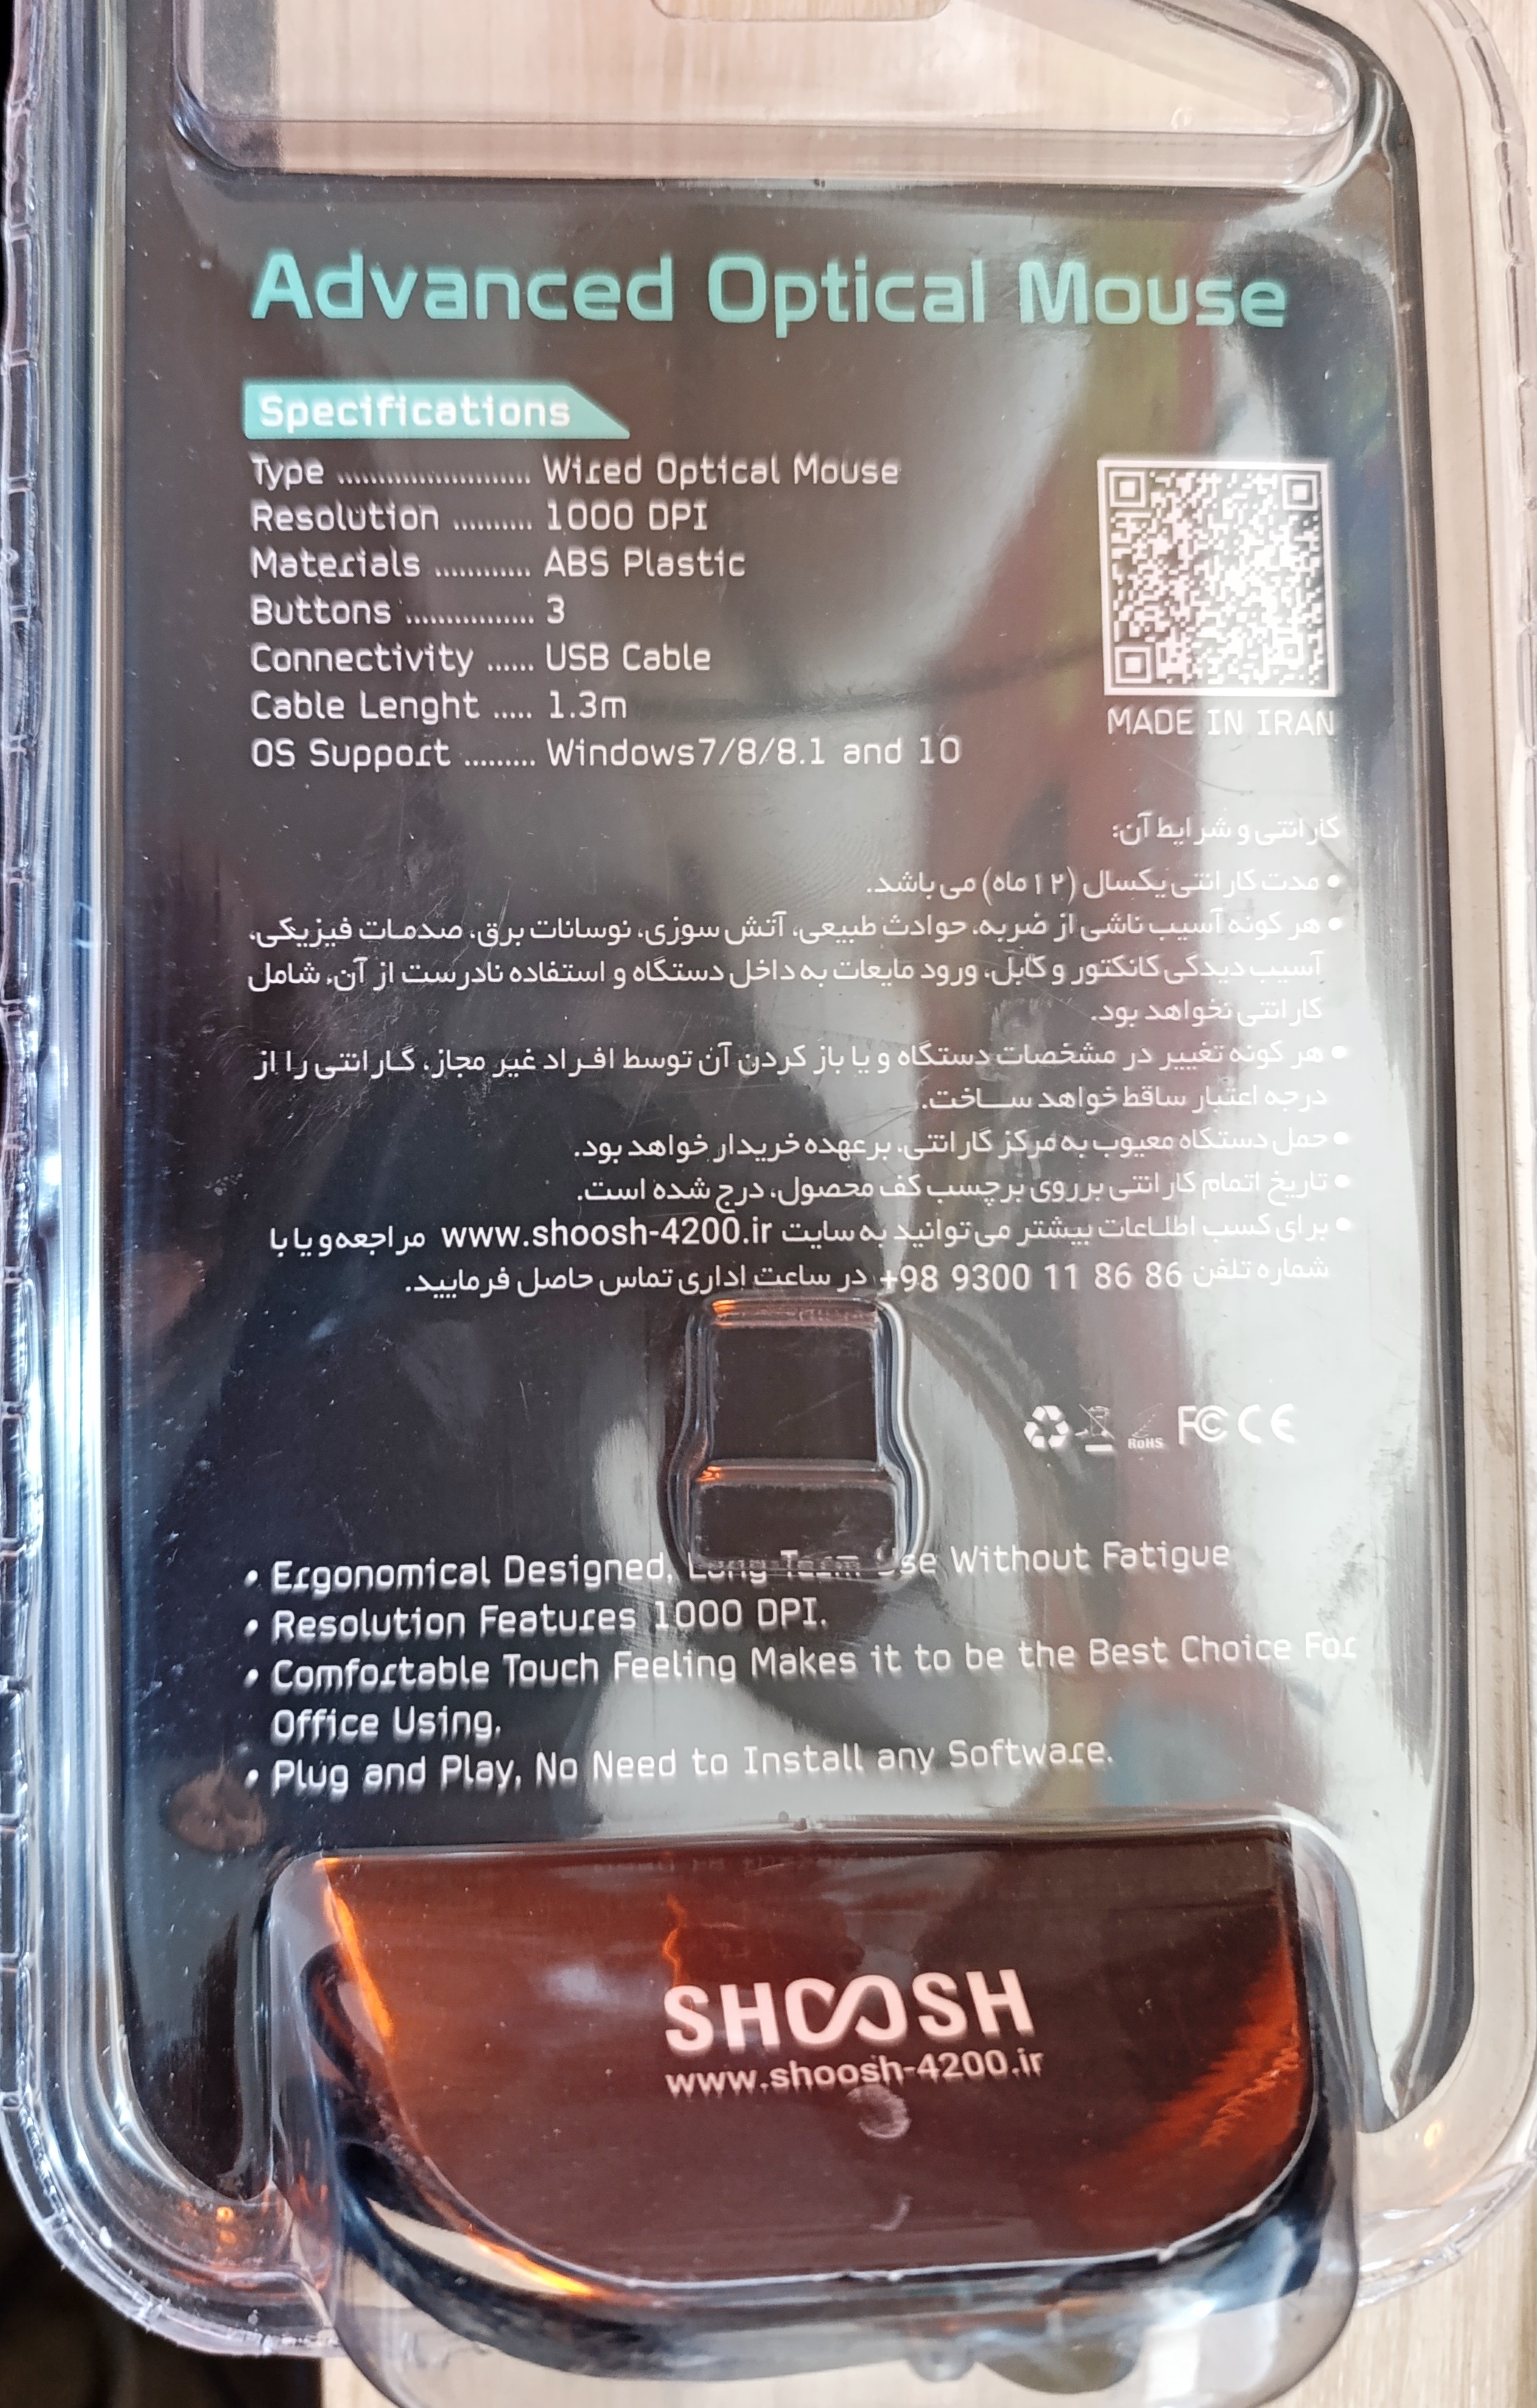 Advanced Optical Mouse
Specifications
Type ....................... Wired Optical Mouse
Resolution .......... 1000 DPI
Materials ............ ABS Plastic
Buttons ................ 3
Connectivity ...... USB Cable
Cable Lenght ..... 1.3m
OS Support ......... Windows7/8/8.1 and 10
MADE IN IRAN
گارانتی و شرایط آن:
• مدت گارانتی یکسال (۱۲ ماه) می باشد.
• هر گونه آسیب ناشی از ضربه، حوادث طبیعی، آتش سوزی، نوسانات برق، صدمات فیزیکی،
آسیب دیدگی کانکتور و کابل، ورود مایعات به داخل دستگاه و استفاده نادرست از آن، شامل
گارانتی نخواهد بود.
• هر گونه تغییر در مشخصات دستگاه و یا باز کردن آن توسط افراد غیر مجاز، گارانتی را از
درجه اعتبار ساقط خواهد ساخت.
• حمل دستگاه معیوب به مرکز گارانتی، برعهده خریدار خواهد بود.
• تاریخ اتمام گارانتی برروی برچسب کف محصول، درج شده است.
• برای کسب اطلاعات بیشتر می توانید به سایت www.shoosh-4200.ir مراجعه و یا با
شماره تلفن +98 9300 11 86 86 در ساعت اداری تماس حاصل فرمایید.
RoHS FC CE
• Ergonomical Designed, Long Team Use Without Fatigue
• Resolution Features 1000 DPI.
• Comfortable Touch Feeling Makes it to be the Best Choice For
Office Using.
• Plug and Play, No Need to Install any Software.
SHOOSH
www.shoosh-4200.ir